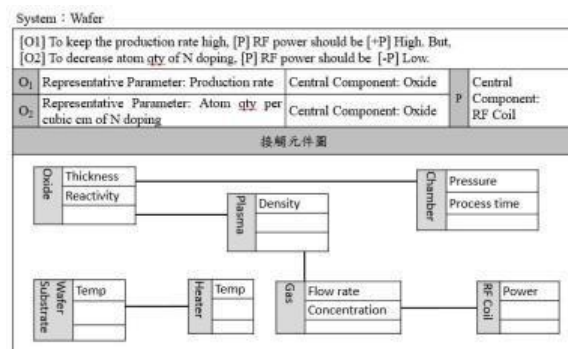 System：Wafer
[O1] To keep the production rate high, [P] RF power should be [+P] High. But,
[O2] To decrease atom qty of N doping, [P] RF power should be [-P] Low.
O1 Representative Parameter: Production rate Central Component: Oxide
P Central Component: RF Coil
O2 Representative Parameter: Atom qty per cubic cm of N doping Central Component: Oxide
接觸元件圖
Oxide
Thickness
Reactivity
Plasma
Density
Chamber
Pressure
Process time
Wafer Substrate
Temp
Heater
Temp
Gas
Flow rate
Concentration
RF Coil
Power